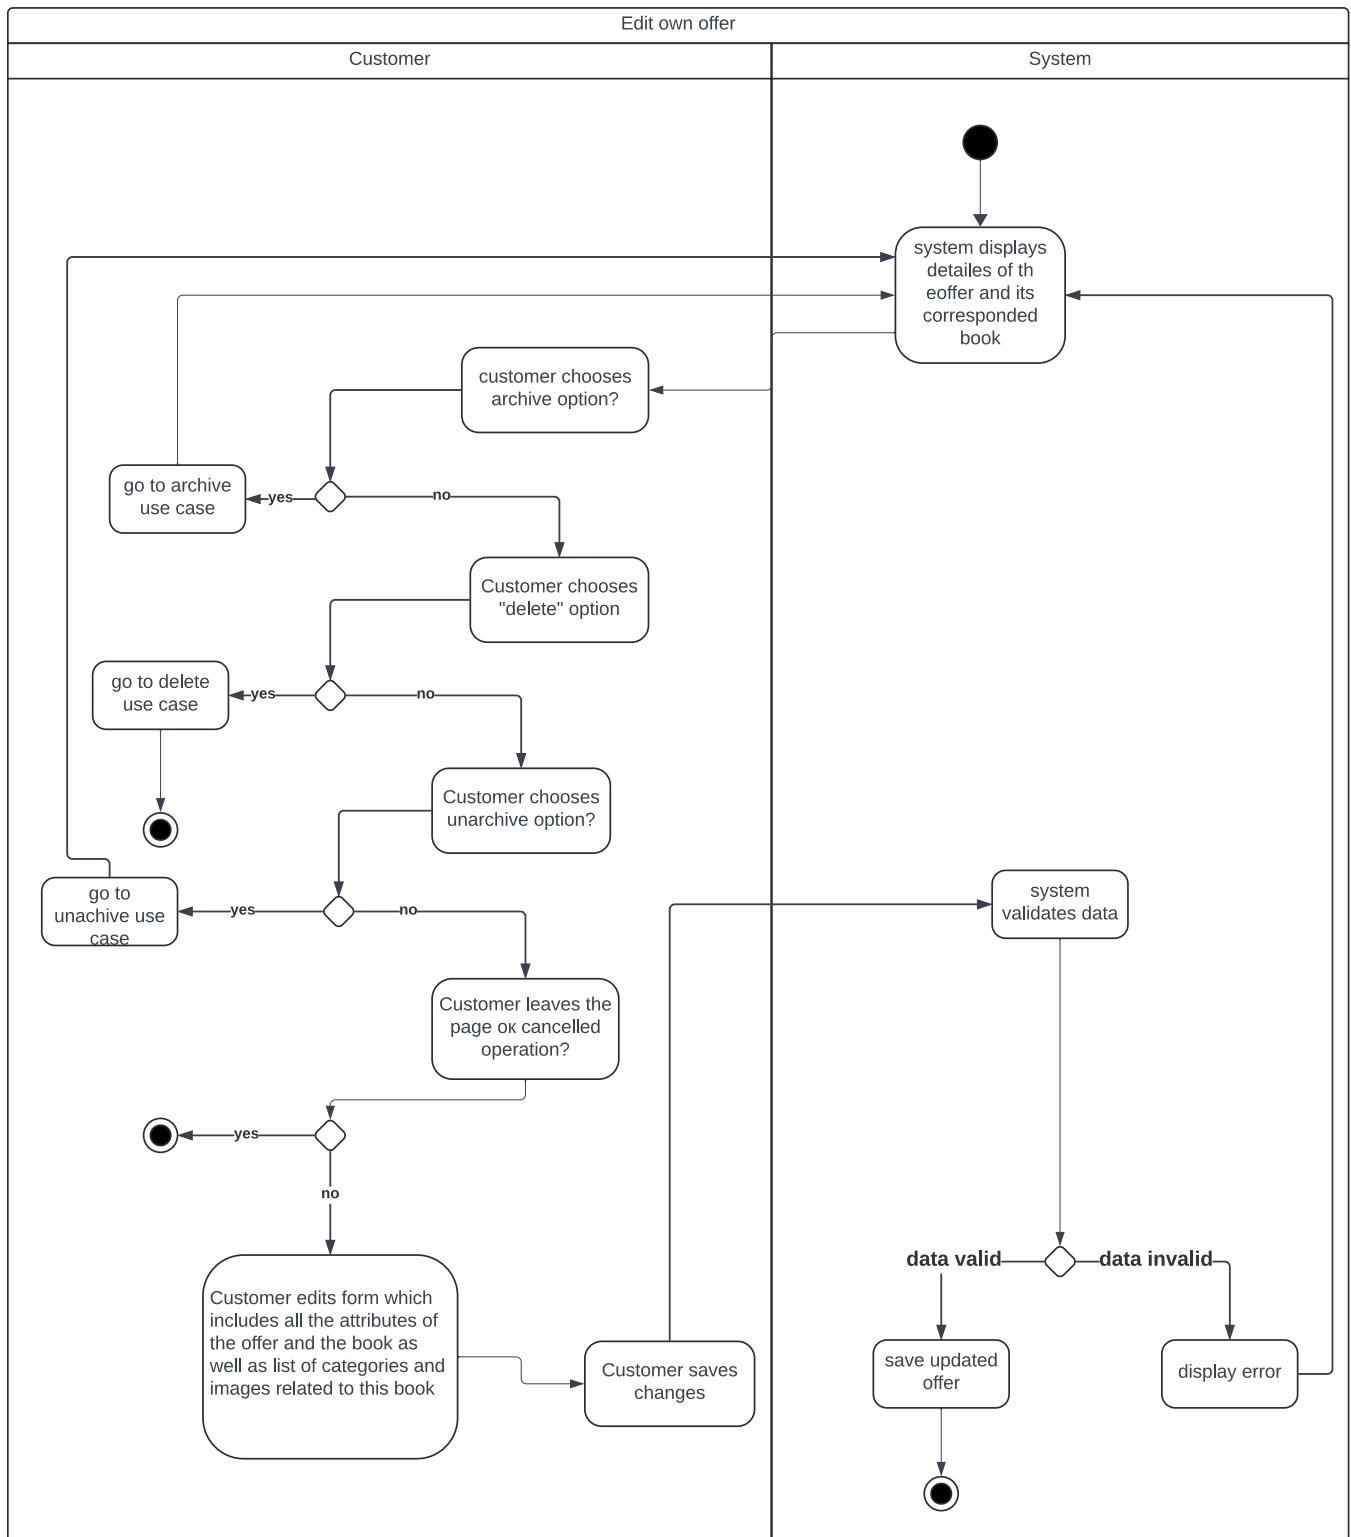 Edit own offer
Customer
System
system displays
detailes of th
eoffer and its
corresponded
book
customer chooses
archive option?
go to archive
use case
yes
no
Customer chooses
"delete" option
go to delete
use case
yes
no
Customer chooses
unarchive option?
go to
unachive use
case
yes
no
system
validates data
Customer leaves the
page oк cancelled
operation?
yes
no
data valid
data invalid
Customer edits form which
includes all the attributes of
the offer and the book as
well as list of categories and
images related to this book
Customer saves
changes
save updated
offer
display error